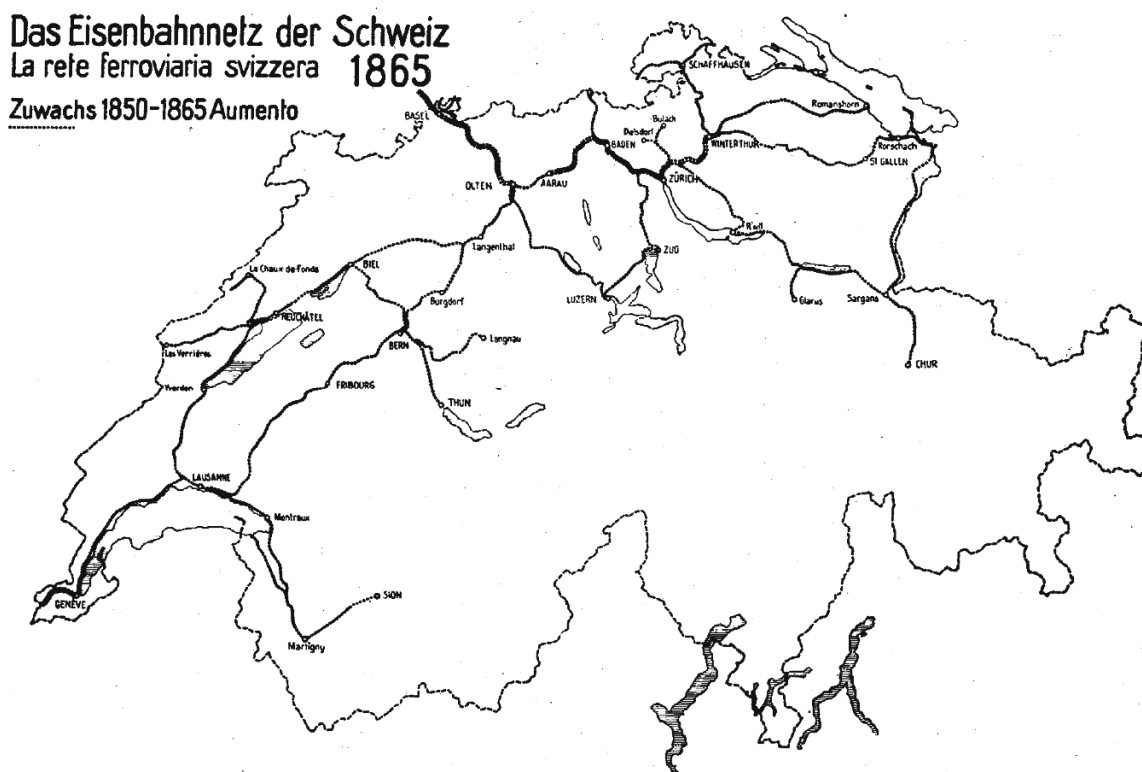 Das Eisenbahnnetz der Schweiz
La rete ferroviaria svizzera 1865
Zuwachs 1850-1865 Aumento
SCHAFFHAUSEN
BASEL
Romanshorn
Bülach
Dielsdorf
BADEN
WINTERTHUR
Rorschach
ST GALLEN
OLTEN
AARAU
ZÜRICH
R'wil
Langenthal
ZUG
BIEL
La Chaux-de-Fonds
Burgdorf
LUZERN
Glarus
Sargans
NEUCHÂTEL
BERN
Langnau
Les Verrières
CHUR
Yverdon
FRIBOURG
THUN
LAUSANNE
Montreux
GENÈVE
SION
Martigny